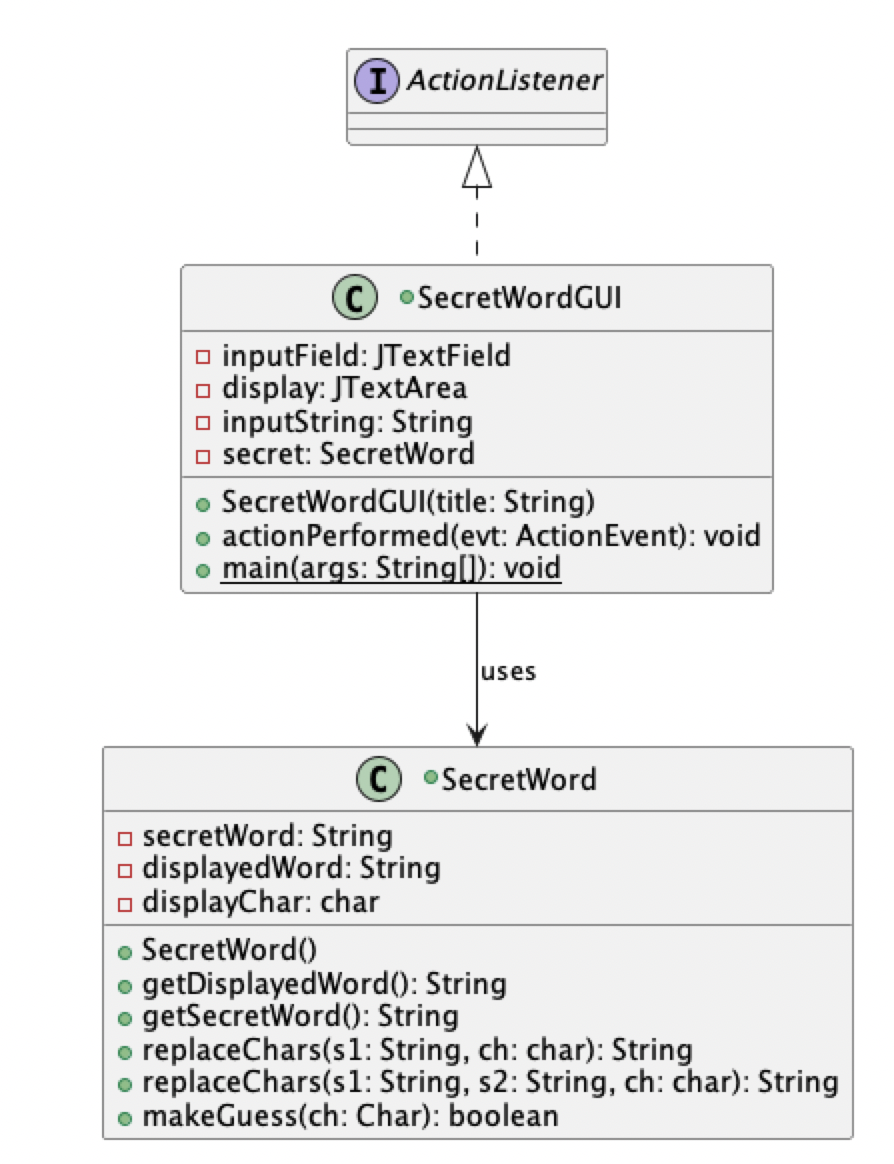 I ActionListener
C SecretWordGUI
inputField: JTextField
display: JTextArea
inputString: String
secret: SecretWord
SecretWordGUI(title: String)
actionPerformed(evt: ActionEvent): void
main(args: String[]): void
uses
C SecretWord
secretWord: String
displayedWord: String
displayChar: char
SecretWord()
getDisplayedWord(): String
getSecretWord(): String
replaceChars(s1: String, ch: char): String
replaceChars(s1: String, s2: String, ch: char): String
makeGuess(ch: Char): boolean